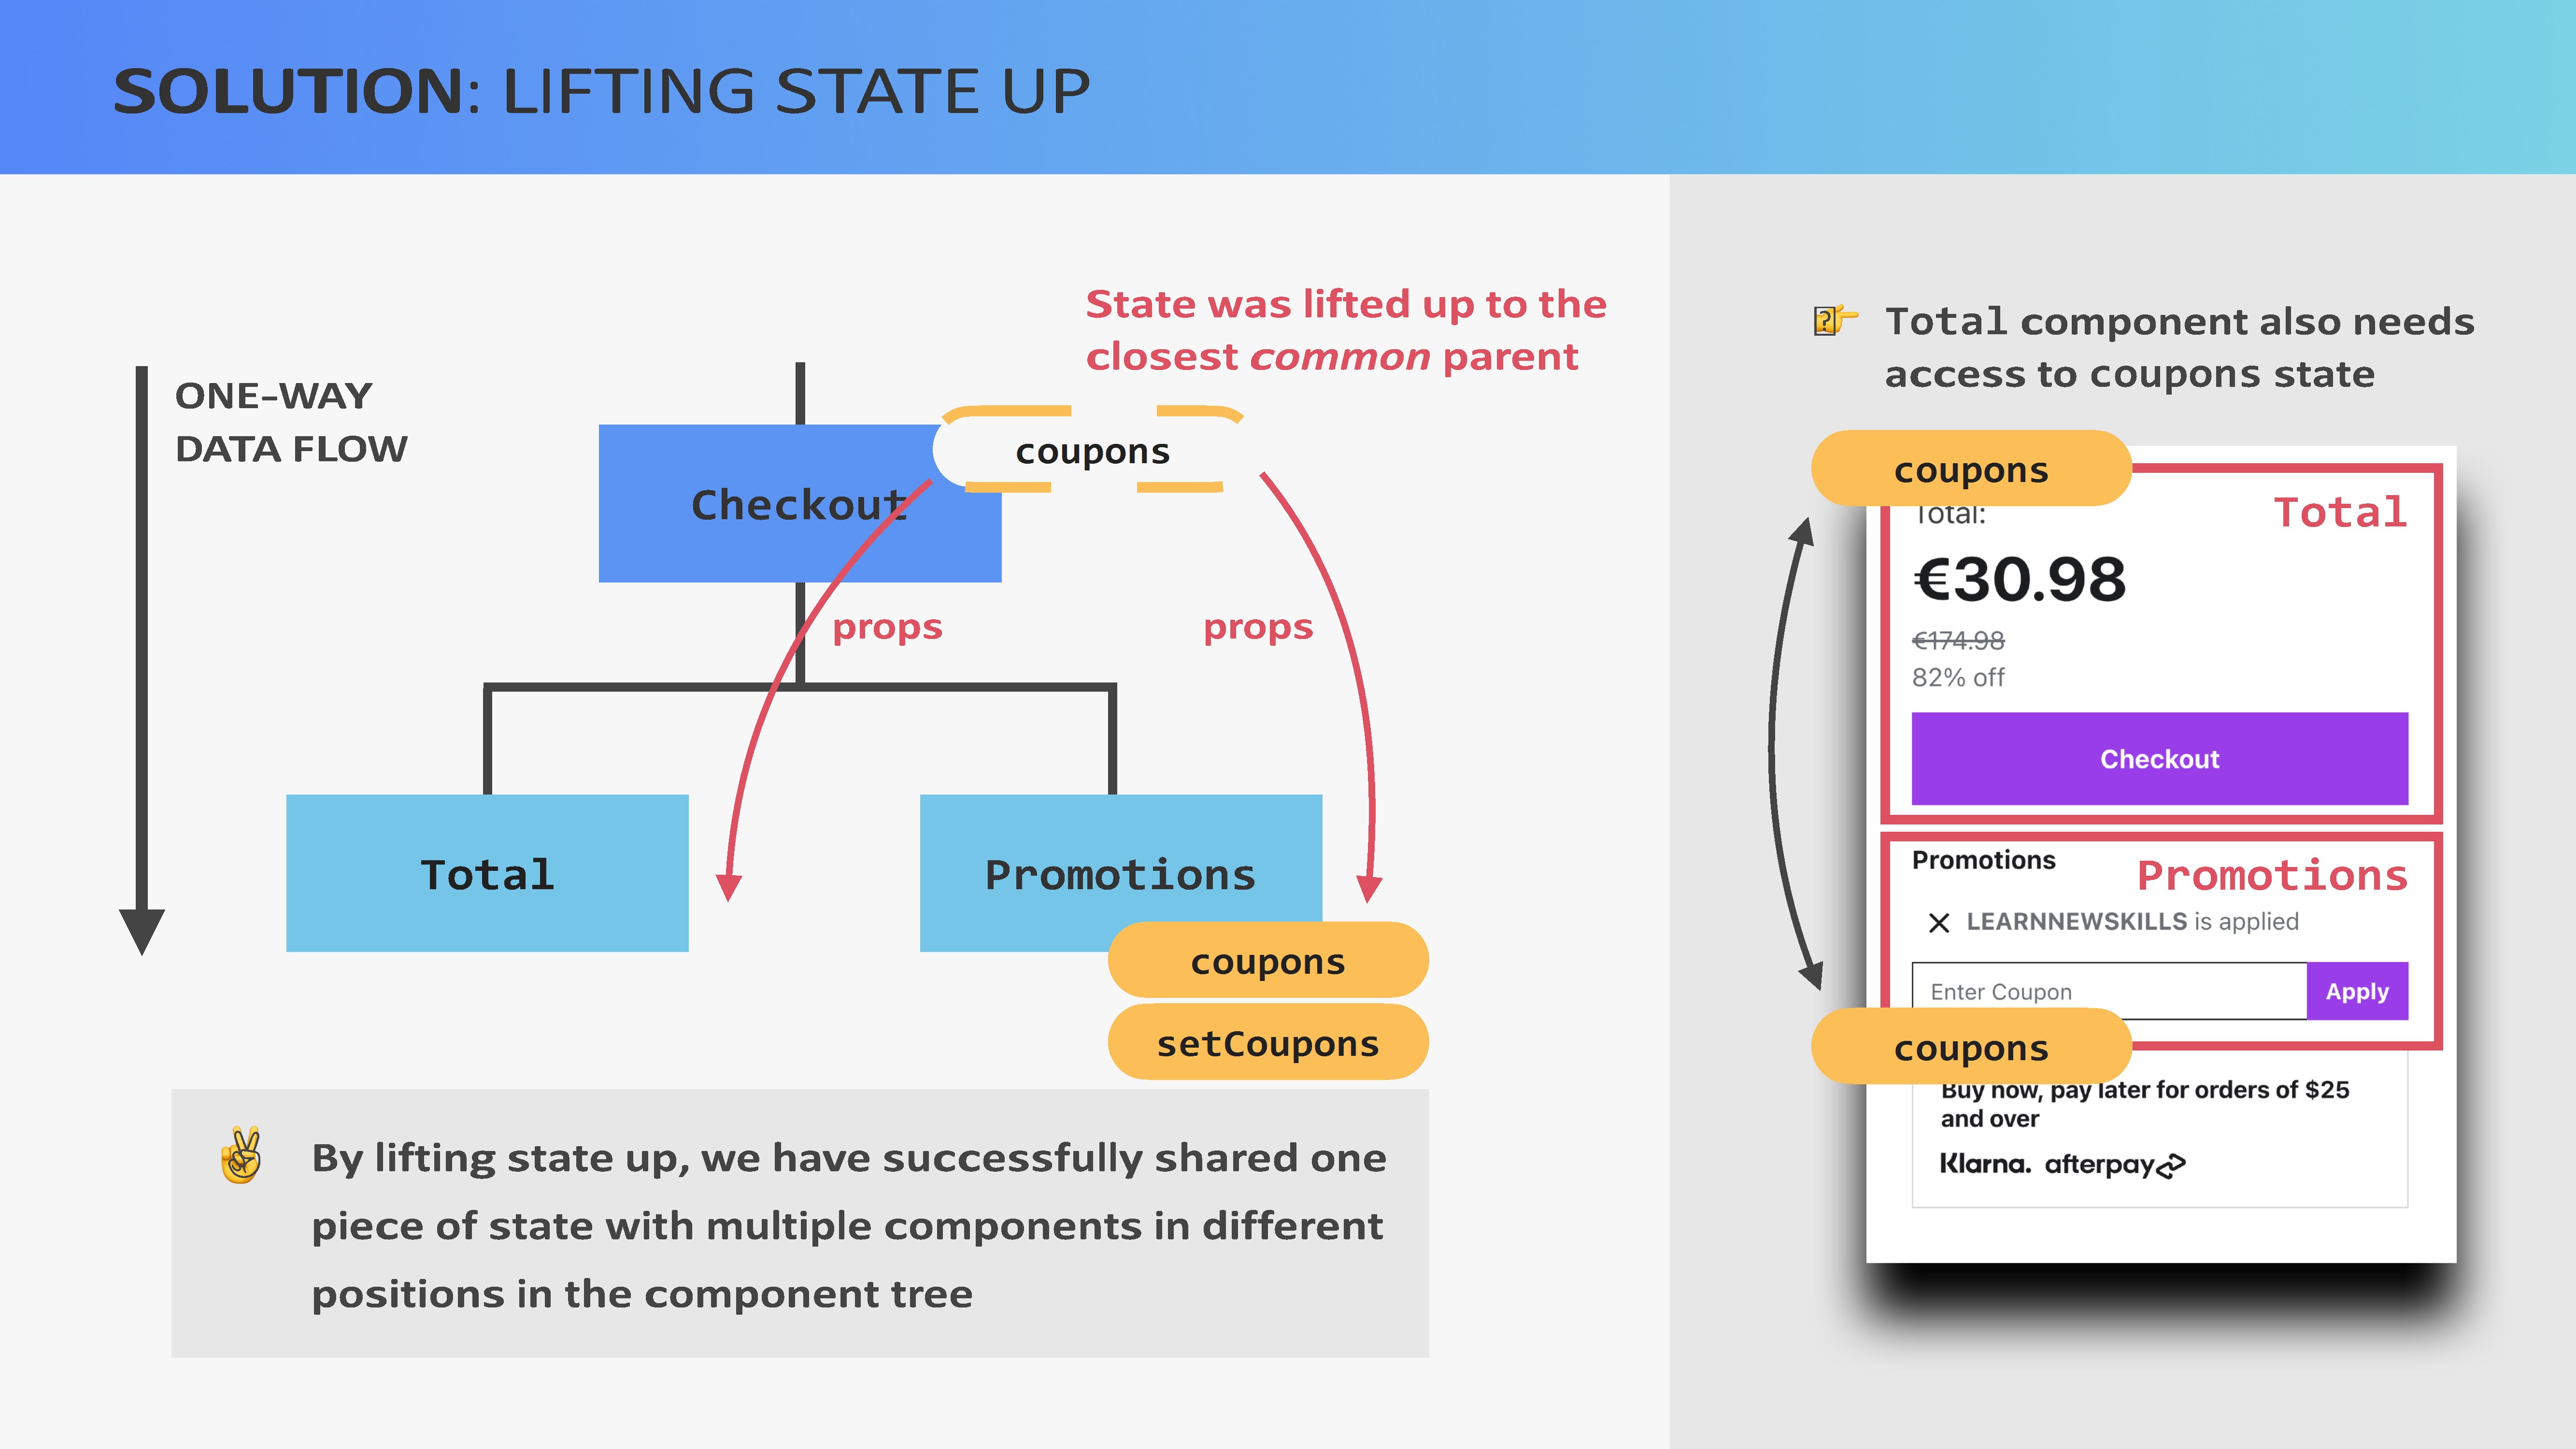 SOLUTION: LIFTING STATE UP
State was lifted up to the
closest common parent
ONE-WAY
DATA FLOW
coupons
Checkout
props
props
Total
Promotions
coupons
setCoupons
By lifting state up, we have successfully shared one
piece of state with multiple components in different
positions in the component tree
Total component also needs
access to coupons state
coupons
Total:
Total
€30.98
€174.98
82% off
Checkout
Promotions
Promotions
LEARNNEWSKILLS is applied
Enter Coupon
Apply
coupons
Buy now, pay later for orders of $25
and over
Klarna. afterpay